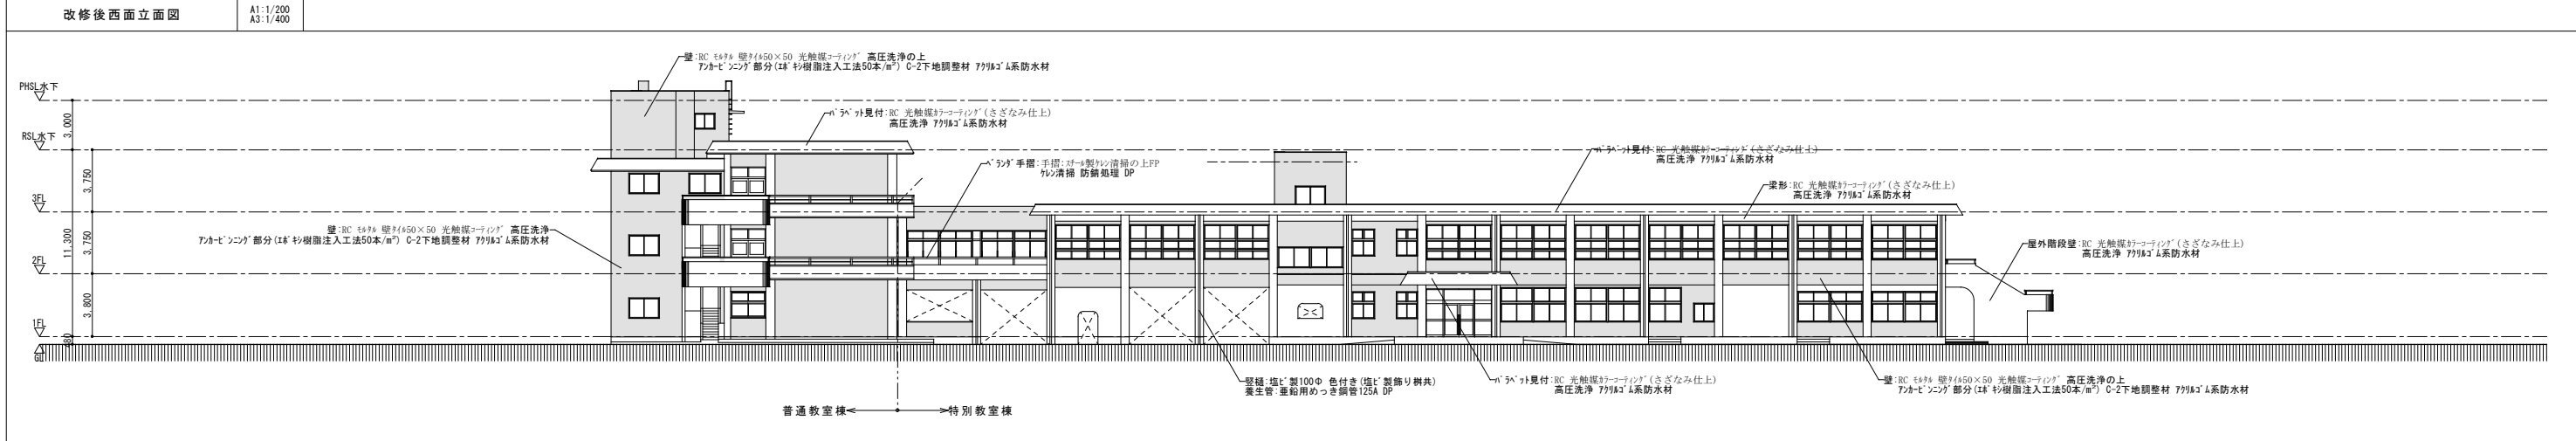 改修後西面立面図
A1:1/200
A3:1/400
壁:RC ﾓﾙﾀﾙ 壁ﾀｲﾙ50×50 光触媒ｺｰﾃｨﾝｸﾞ 高圧洗浄の上
ｱﾝｶｰﾋﾟﾝﾆﾝｸﾞ部分(ｴﾎﾟｷｼ樹脂注入工法50本/m²) C-2下地調整材 ｱｸﾘﾙｺﾞﾑ系防水材
PHSL水下
3,000
ﾊﾟﾗﾍﾟｯﾄ見付:RC 光触媒ｶﾗｰｺｰﾃｨﾝｸﾞ(さざなみ仕上)
高圧洗浄 ｱｸﾘﾙｺﾞﾑ系防水材
RSL水下
ﾊﾟﾗﾍﾟｯﾄ見付:RC 光触媒ｶﾗｰｺｰﾃｨﾝｸﾞ(さざなみ仕上)
高圧洗浄 ｱｸﾘﾙｺﾞﾑ系防水材
ﾍﾞﾗﾝﾀﾞ手摺:手摺:ｽﾁｰﾙ製ｹﾚﾝ清掃の上FP
ｹﾚﾝ清掃 防錆処理 DP
3,750
梁形:RC 光触媒ｶﾗｰｺｰﾃｨﾝｸﾞ(さざなみ仕上)
高圧洗浄 ｱｸﾘﾙｺﾞﾑ系防水材
3FL
壁:RC ﾓﾙﾀﾙ 壁ﾀｲﾙ50×50 光触媒ｺｰﾃｨﾝｸﾞ 高圧洗浄
ｱﾝｶｰﾋﾟﾝﾆﾝｸﾞ部分(ｴﾎﾟｷｼ樹脂注入工法50本/m²) C-2下地調整材 ｱｸﾘﾙｺﾞﾑ系防水材
11,300
3,750
屋外階段壁:RC 光触媒ｶﾗｰｺｰﾃｨﾝｸﾞ(さざなみ仕上)
高圧洗浄 ｱｸﾘﾙｺﾞﾑ系防水材
2FL
3,800
1FL
GL
竪樋:塩ﾋﾞ製100Φ 色付き(塩ﾋﾞ製飾り桝共)
養生管:亜鉛用めっき鋼管125A DP
ﾊﾟﾗﾍﾟｯﾄ見付:RC 光触媒ｶﾗｰｺｰﾃｨﾝｸﾞ(さざなみ仕上)
高圧洗浄 ｱｸﾘﾙｺﾞﾑ系防水材
壁:RC ﾓﾙﾀﾙ 壁ﾀｲﾙ50×50 光触媒ｺｰﾃｨﾝｸﾞ 高圧洗浄の上
ｱﾝｶｰﾋﾟﾝﾆﾝｸﾞ部分(ｴﾎﾟｷｼ樹脂注入工法50本/m²) C-2下地調整材 ｱｸﾘﾙｺﾞﾑ系防水材
普通教室棟
特別教室棟